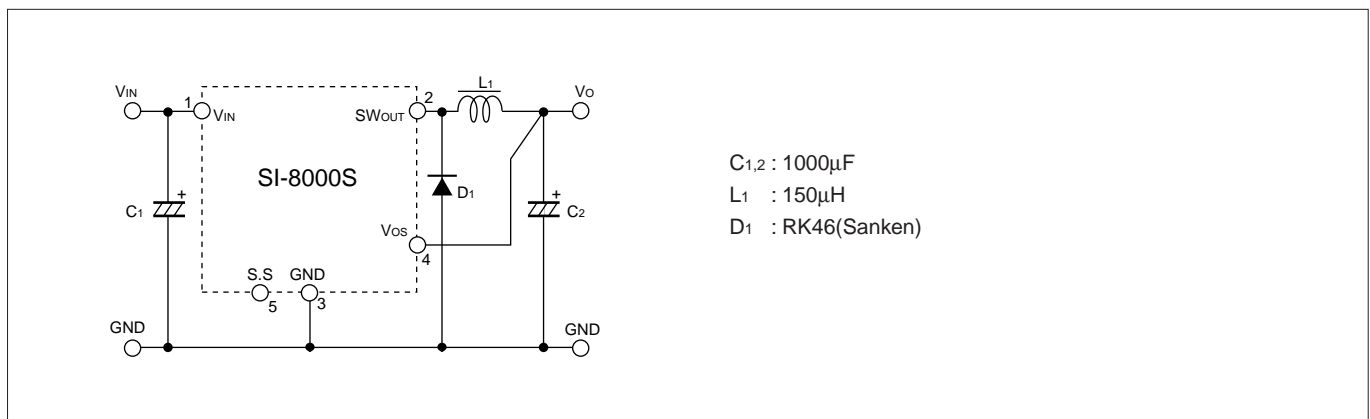 VIN
1
VIN
SWOUT
2
L1
VO
SI-8000S
C1
+
D1
+
C2
VOS
4
S.S
5
GND
3
GND
GND
C1,2 : 1000μF
L1 : 150μH
D1 : RK46(Sanken)